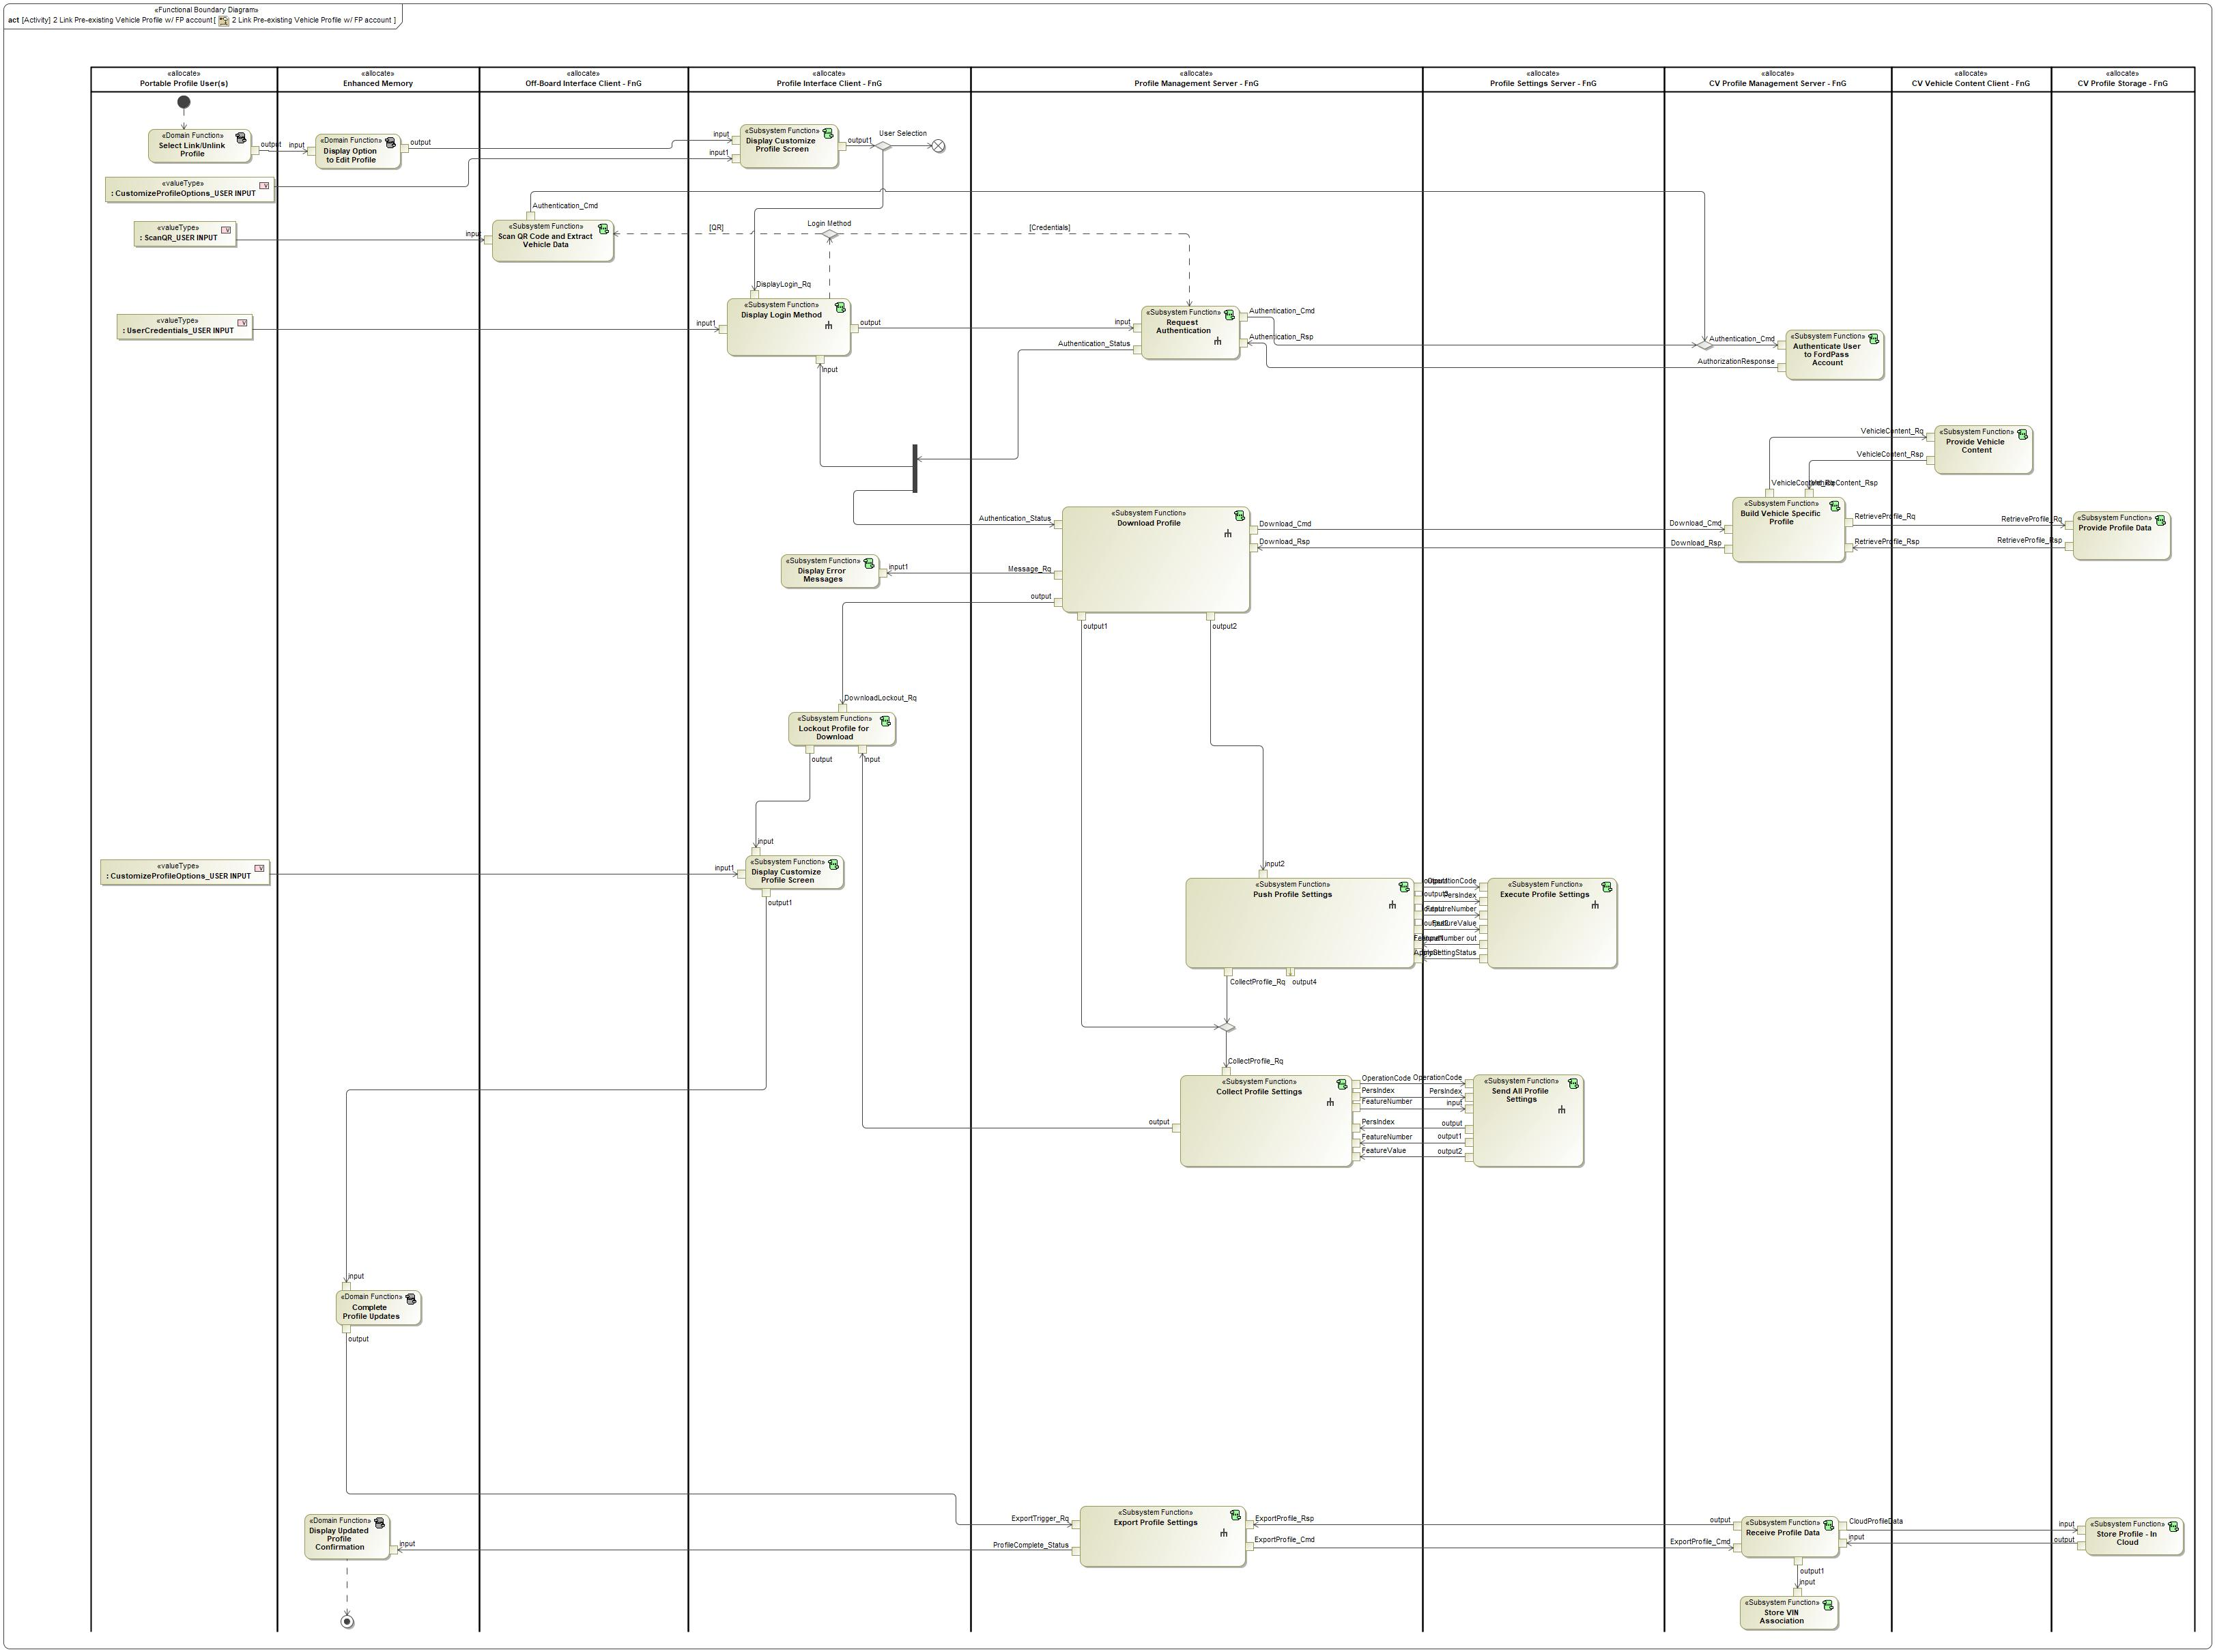 «Functional Boundary Diagram»
act [Activity] 2 Link Pre-existing Vehicle Profile w/ FP account [ 2 Link Pre-existing Vehicle Profile w/ FP account ]
«allocate»
Portable Profile User(s)
«allocate»
Enhanced Memory
«allocate»
Off-Board Interface Client - FnG
«allocate»
Profile Interface Client - FnG
«allocate»
Profile Management Server - FnG
«allocate»
Profile Settings Server - FnG
«allocate»
CV Profile Management Server - FnG
«allocate»
CV Vehicle Content Client - FnG
«allocate»
CV Profile Storage - FnG
«Domain Function»
Select Link/Unlink
Profile
output
input
«Domain Function»
Display Option
to Edit Profile
output
input
input1
«Subsystem Function»
Display Customize
Profile Screen
output1
User Selection
«valueType»
: CustomizeProfileOptions_USER INPUT
Authentication_Cmd
«valueType»
: ScanQR_USER INPUT
input
«Subsystem Function»
Scan QR Code and Extract
Vehicle Data
[QR]
Login Method
[Credentials]
DisplayLogin_Rq
«valueType»
: UserCredentials_USER INPUT
input1
«Subsystem Function»
Display Login Method
output
input
input
Authentication_Status
«Subsystem Function»
Request
Authentication
Authentication_Cmd
Authentication_Rsp
Authentication_Cmd
AuthorizationResponse
«Subsystem Function»
Authenticate User
to FordPass
Account
VehicleContent_Rq
VehicleContent_Rsp
«Subsystem Function»
Provide Vehicle
Content
VehicleContent_Rq
VehicleContent_Rsp
Authentication_Status
«Subsystem Function»
Download Profile
Download_Cmd
Download_Rsp
Download_Cmd
Download_Rsp
«Subsystem Function»
Build Vehicle Specific
Profile
RetrieveProfile_Rq
RetrieveProfile_Rsp
RetrieveProfile_Rq
RetrieveProfile_Rsp
«Subsystem Function»
Provide Profile Data
«Subsystem Function»
Display Error
Messages
input1
Message_Rq
output
output1
output2
DownloadLockout_Rq
«Subsystem Function»
Lockout Profile for
Download
output
input
input
«valueType»
: CustomizeProfileOptions_USER INPUT
input1
«Subsystem Function»
Display Customize
Profile Screen
output1
input2
«Subsystem Function»
Push Profile Settings
OperationCode
PersIndex
FeatureNumber
FeatureValue
FeatureNumber out
ApplySettingStatus
«Subsystem Function»
Execute Profile Settings
CollectProfile_Rq
output4
CollectProfile_Rq
«Subsystem Function»
Collect Profile Settings
output
OperationCode
PersIndex
FeatureNumber
PersIndex
FeatureNumber
FeatureValue
OperationCode
PersIndex
input
output
output1
output2
«Subsystem Function»
Send All Profile
Settings
input
«Domain Function»
Complete
Profile Updates
output
«Domain Function»
Display Updated
Profile
Confirmation
input
ExportTrigger_Rq
ProfileComplete_Status
«Subsystem Function»
Export Profile Settings
ExportProfile_Rsp
ExportProfile_Cmd
output
ExportProfile_Cmd
«Subsystem Function»
Receive Profile Data
CloudProfileData
input
input
output
«Subsystem Function»
Store Profile - In
Cloud
output1
input
«Subsystem Function»
Store VIN
Association